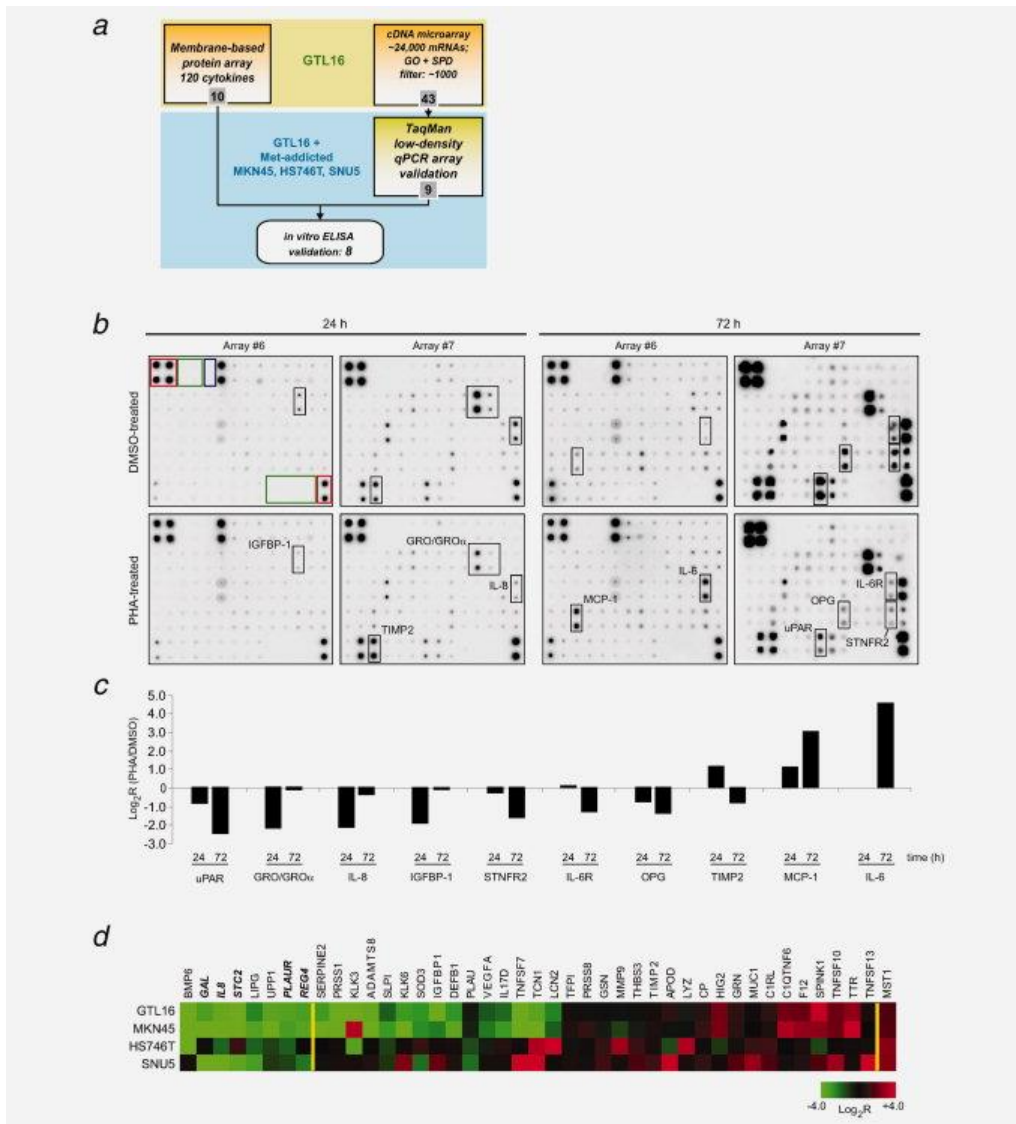 a
Membrane-based
protein array
120 cytokines
10
GTL16
cDNA microarray
~24,000 mRNAs;
GO + SPD
filter: ~1000
43
GTL16 +
Met-addicted
MKN45, HS746T, SNU5
TaqMan
low-density
qPCR array
validation
9
in vitro ELISA
validation: 8
b
24 h
72 h
Array #6
Array #7
Array #6
Array #7
DMSO-treated
PHA-treated
IGFBP-1
GRO/GROα
IL-8
TIMP2
IL-6
MCP-1
IL-6R
OPG
uPAR
STNFR2
c
Log2R (PHA/DMSO)
5.0
4.0
3.0
2.0
1.0
0
-1.0
-2.0
-3.0
24 72 24 72 24 72 24 72 24 72 24 72 24 72 24 72 24 72 24 72 time (h)
uPAR GRO/GROα IL-8 IGFBP-1 STNFR2 IL-6R OPG TIMP2 MCP-1 IL-6
d
BMP6 GAL IL8 STC2 LIPG UPP1 PLAUR REG4 SERPINE2 PRSS1 KLK3 ADAMTS8 SLPI KLK6 SOD3 IGFBP1 DEFB1 PLAU VEGFA IL17D TNFSF7 TCN1 LCN2 TFPI PRSS8 GSN MMP9 THBS3 TIMP2 APOD LYZ CP HIG2 GRN MUC1 C1RL C1QTNF6 F12 SPINK1 TNFSF10 TTR TNFSF13 MST1
GTL16
MKN45
HS746T
SNU5
-4.0 +4.0
Log2R